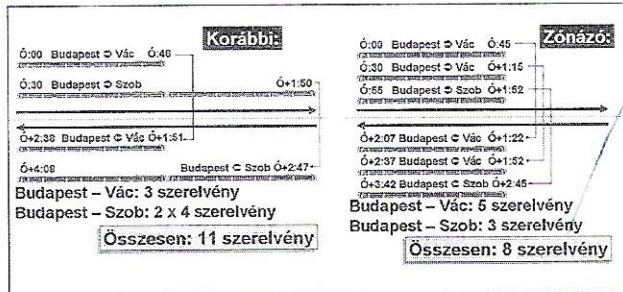 Korábbi:
Ó:00 Budapest ⊃ Vác Ó:46
Ó:30 Budapest ⊃ Szob Ó+1:50
Ó+2:38 Budapest ⊂ Vác Ó+1:51
Ó+4:08 Budapest ⊂ Szob Ó+2:47
Budapest – Vác: 3 szerelvény
Budapest – Szob: 2 x 4 szerelvény
Összesen: 11 szerelvény
Zónázó:
Ó:00 Budapest ⊃ Vác Ó:45
Ó:30 Budapest ⊃ Vác Ó+1:15
Ó:55 Budapest ⊃ Szob Ó+1:52
Ó+2:07 Budapest ⊂ Vác Ó+1:22
Ó+2:37 Budapest ⊂ Vác Ó+1:52
Ó+3:42 Budapest ⊂ Szob Ó+2:45
Budapest – Vác: 5 szerelvény
Budapest – Szob: 3 szerelvény
Összesen: 8 szerelvény